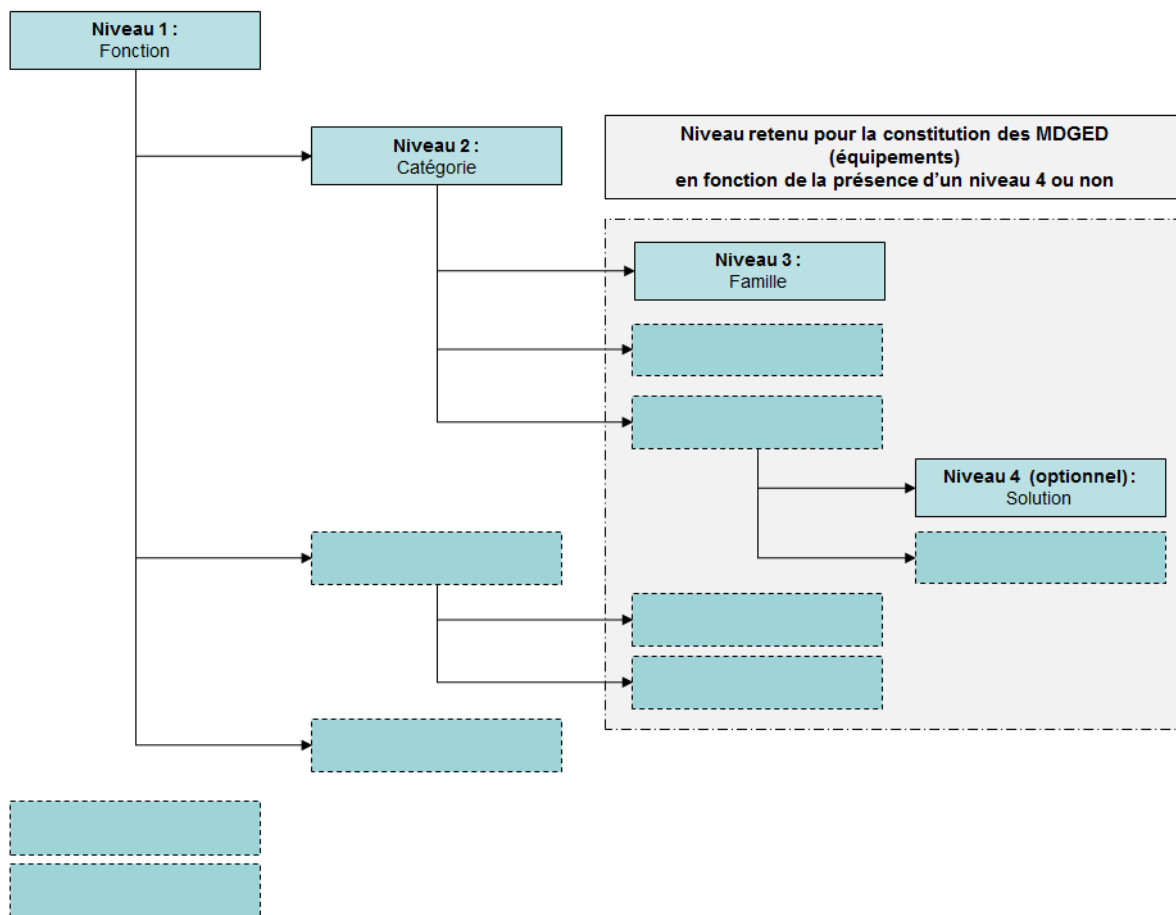 Niveau 1 :
Fonction
Niveau 2 :
Catégorie
Niveau retenu pour la constitution des MDGED
(équipements)
en fonction de la présence d'un niveau 4 ou non
Niveau 3 :
Famille
Niveau 4 (optionnel) :
Solution